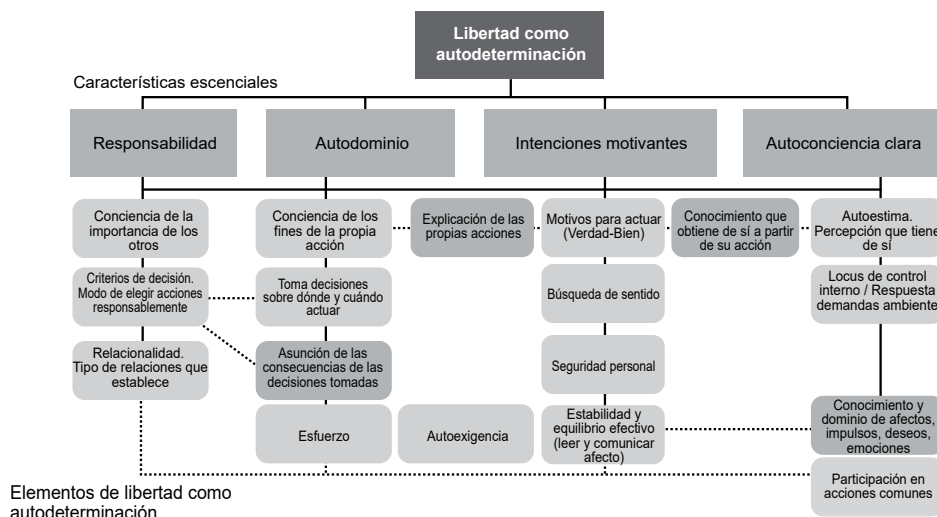 Libertad como
autodeterminación
Características escenciales
Responsabilidad
Autodominio
Intenciones motivantes
Autoconciencia clara
Conciencia de la
importancia de los
otros
Conciencia de los
fines de la propia
acción
Explicación de las
propias acciones
Motivos para actuar
(Verdad-Bien)
Conocimiento que
obtiene de sí a partir
de su acción
Autoestima.
Percepción que tiene
de sí
Criterios de decisión.
Modo de elegir acciones
responsablemente
Toma decisiones
sobre dónde y cuándo
actuar
Búsqueda de sentido
Locus de control
interno / Respuesta
demandas ambiente
Relacionalidad.
Tipo de relaciones que
establece
Asunción de las
consecuencias de las
decisiones tomadas
Seguridad personal
Esfuerzo
Autoexigencia
Estabilidad y
equilibrio efectivo
(leer y comunicar
afecto)
Conocimiento y
dominio de afectos,
impulsos, deseos,
emociones
Participación en
acciones comunes
Elementos de libertad como
autodeterminación